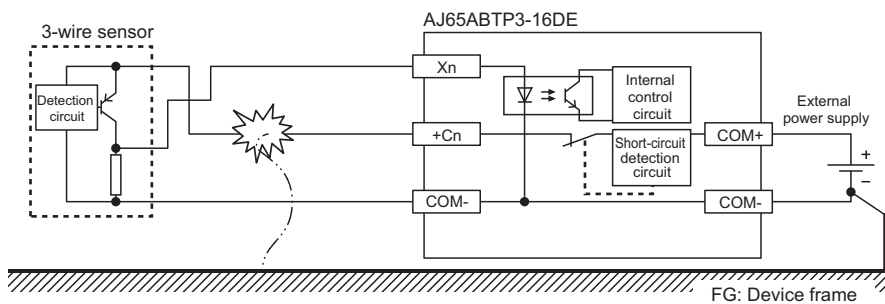 AJ65ABTP3-16DE
3-wire sensor
Xn
Detection
circuit
Internal
control
circuit
External
power supply
+Cn
Short-circuit
detection
circuit
COM+
+
−
COM-
COM-
FG: Device frame